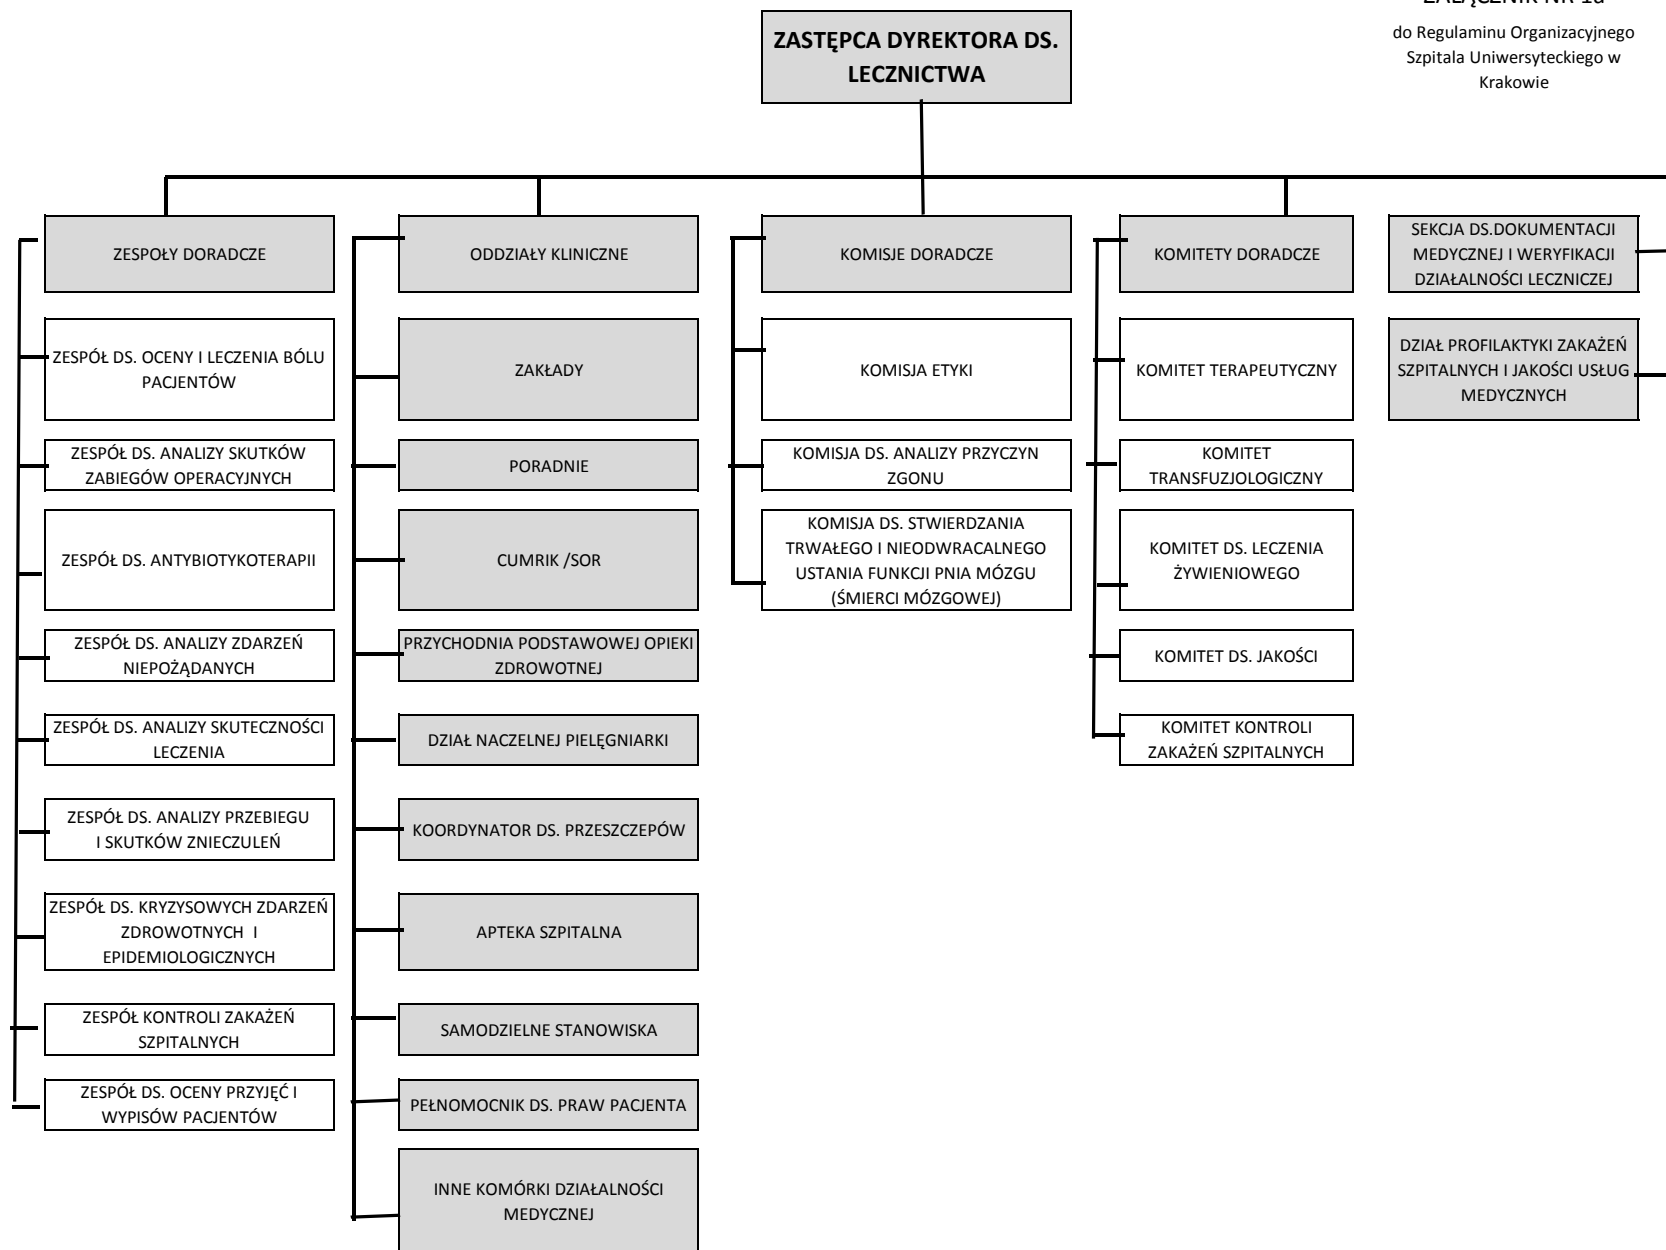 ZAŁĄCZNIK NR 1a
do Regulaminu Organizacyjnego
Szpitala Uniwersyteckiego w
Krakowie
ZASTĘPCA DYREKTORA DS.
LECZNICTWA
ZESPOŁY DORADCZE
ZESPÓŁ DS. OCENY I LECZENIA BÓLU
PACJENTÓW
ZESPÓŁ DS. ANALIZY SKUTKÓW
ZABIEGÓW OPERACYJNYCH
ZESPÓŁ DS. ANTYBIOTYKOTERAPII
ZESPÓŁ DS. ANALIZY ZDARZEŃ
NIEPOŻĄDANYCH
ZESPÓŁ DS. ANALIZY SKUTECZNOŚCI
LECZENIA
ZESPÓŁ DS. ANALIZY PRZEBIEGU
I SKUTKÓW ZNIECZULEŃ
ZESPÓŁ DS. KRYZYSOWYCH ZDARZEŃ
ZDROWOTNYCH I
EPIDEMIOLOGICZNYCH
ZESPÓŁ KONTROLI ZAKAŻEŃ
SZPITALNYCH
ZESPÓŁ DS. OCENY PRZYJĘĆ I
WYPISÓW PACJENTÓW
ODDZIAŁY KLINICZNE
ZAKŁADY
PORADNIE
CUMRIK /SOR
PRZYCHODNIA PODSTAWOWEJ OPIEKI
ZDROWOTNEJ
DZIAŁ NACZELNEJ PIELĘGNIARKI
KOORDYNATOR DS. PRZESZCZEPÓW
APTEKA SZPITALNA
SAMODZIELNE STANOWISKA
PEŁNOMOCNIK DS. PRAW PACJENTA
INNE KOMÓRKI DZIAŁALNOŚCI
MEDYCZNEJ
KOMISJE DORADCZE
KOMISJA ETYKI
KOMISJA DS. ANALIZY PRZYCZYN
ZGONU
KOMISJA DS. STWIERDZANIA
TRWAŁEGO I NIEODWRACALNEGO
USTANIA FUNKCJI PNIA MÓZGU
(ŚMIERCI MÓZGOWEJ)
KOMITETY DORADCZE
KOMITET TERAPEUTYCZNY
KOMITET
TRANSFUZJOLOGICZNY
KOMITET DS. LECZENIA
ŻYWIENIOWEGO
KOMITET DS. JAKOŚCI
KOMITET KONTROLI
ZAKAŻEŃ SZPITALNYCH
SEKCJA DS.DOKUMENTACJI
MEDYCZNEJ I WERYFIKACJI
DZIAŁALNOŚCI LECZNICZEJ
DZIAŁ PROFILAKTYKI ZAKAŻEŃ
SZPITALNYCH I JAKOŚCI USŁUG
MEDYCZNYCH